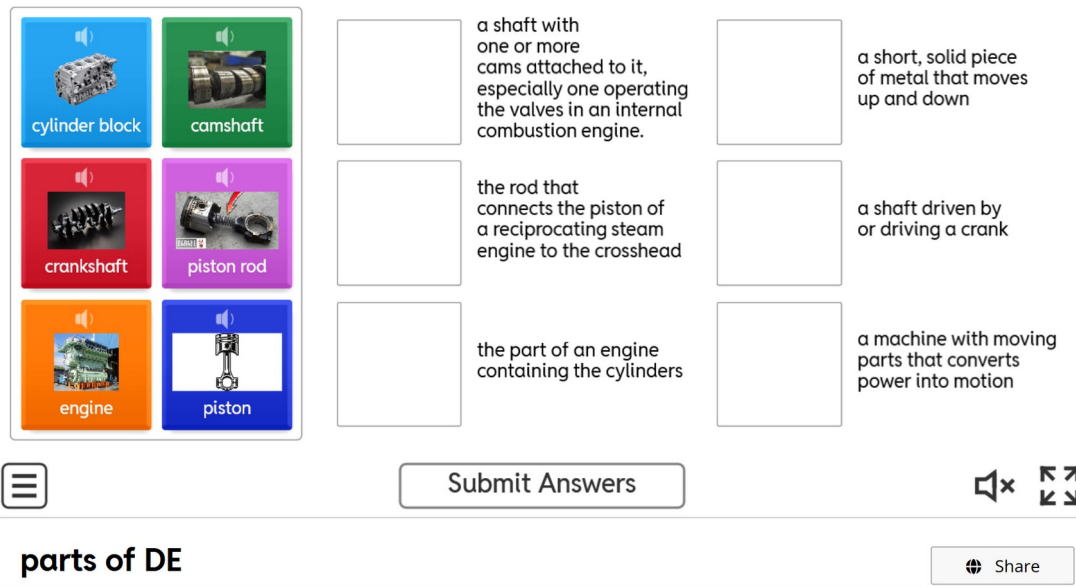 cylinder block
camshaft
crankshaft
piston rod
engine
piston
a shaft with
one or more
cams attached to it,
especially one operating
the valves in an internal
combustion engine.
the rod that
connects the piston of
a reciprocating steam
engine to the crosshead
the part of an engine
containing the cylinders
a short, solid piece
of metal that moves
up and down
a shaft driven by
or driving a crank
a machine with moving
parts that converts
power into motion
Submit Answers
parts of DE
Share